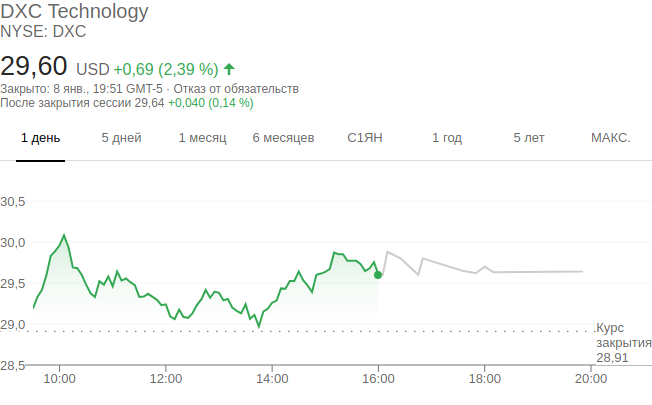 DXC Technology
NYSE: DXC
29,60 USD +0,69 (2,39 %)
Закрыто: 8 янв., 19:51 GMT-5 · Отказ от обязательств
После закрытия сессии 29,64 +0,040 (0,14 %)
1 день 5 дней 1 месяц 6 месяцев С1ЯН 1 год 5 лет МАКС.
30,5
30,0
29,5
29,0
Курс
закрытия
28,91
28,5
10:00 12:00 14:00 16:00 18:00 20:00